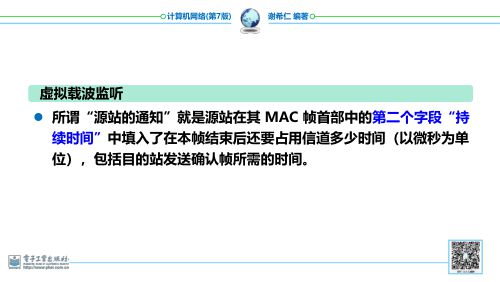 计算机网络(第7版)
谢希仁 编著
虚拟载波监听
所谓“源站的通知”就是源站在其 MAC 帧首部中的第二个字段“持
续时间”中填入了在本帧结束后还要占用信道多少时间（以微秒为单
位），包括目的站发送确认帧所需的时间。
电子工业出版社
http://www.phei.com.cn